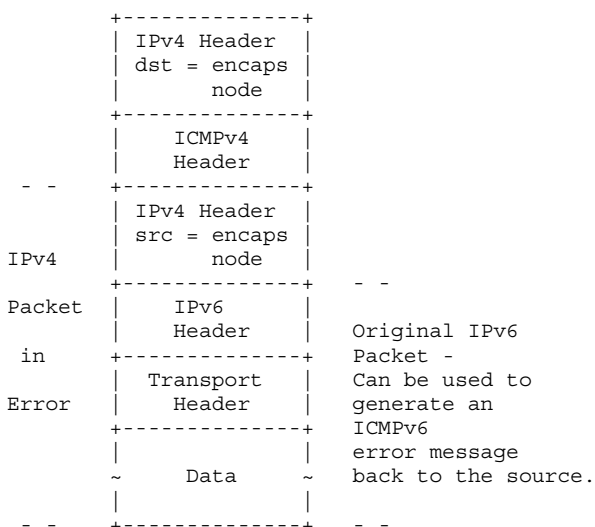 IPv4 Header
dst = encaps
node
ICMPv4
Header
- -
IPv4 Header
src = encaps
IPv4 node
- -
Packet IPv6
Header Original IPv6
in Packet -
Transport Can be used to
Error Header generate an
ICMPv6
error message
~ Data ~ back to the source.
- - - -